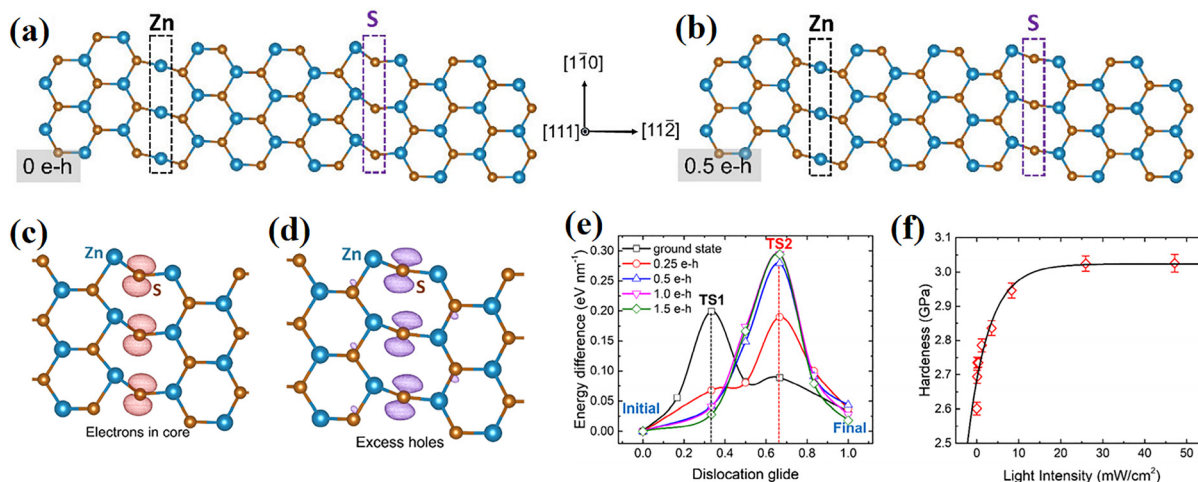 (a)
Zn
S
[11̄0]
[111]
[112̄]
0 e-h
(b)
Zn
S
0.5 e-h
(c)
Zn
S
Electrons in core
(d)
Zn
S
Excess holes
(e)
Energy difference (eV nm⁻¹)
0.30
0.25
0.20
0.15
0.10
0.05
0.00
ground state
0.25 e-h
0.5 e-h
1.0 e-h
1.5 e-h
TS1
TS2
Initial
Final
0.0 0.2 0.4 0.6 0.8 1.0
Dislocation glide
(f)
Hardeness (GPa)
3.1
3.0
2.9
2.8
2.7
2.6
2.5
0 10 20 30 40 50
Light Intensity (mW/cm²)